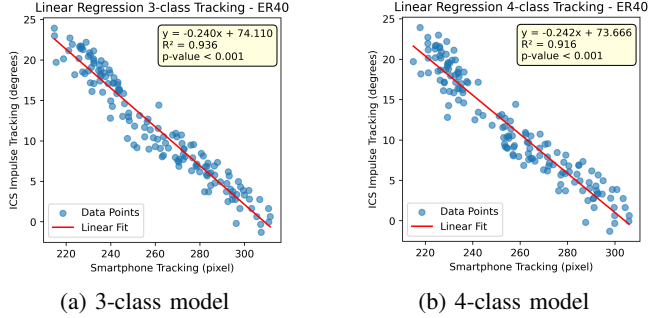 Linear Regression 3-class Tracking - ER40
y = -0.240x + 74.110
R² = 0.936
p-value < 0.001
ICS Impulse Tracking (degrees)
25
20
15
10
5
0
Data Points
Linear Fit
220 240 260 280 300
Smartphone Tracking (pixel)
(a) 3-class model
Linear Regression 4-class Tracking - ER40
y = -0.242x + 73.666
R² = 0.916
p-value < 0.001
ICS Impulse Tracking (degrees)
25
20
15
10
5
0
Data Points
Linear Fit
220 240 260 280 300
Smartphone Tracking (pixel)
(b) 4-class model